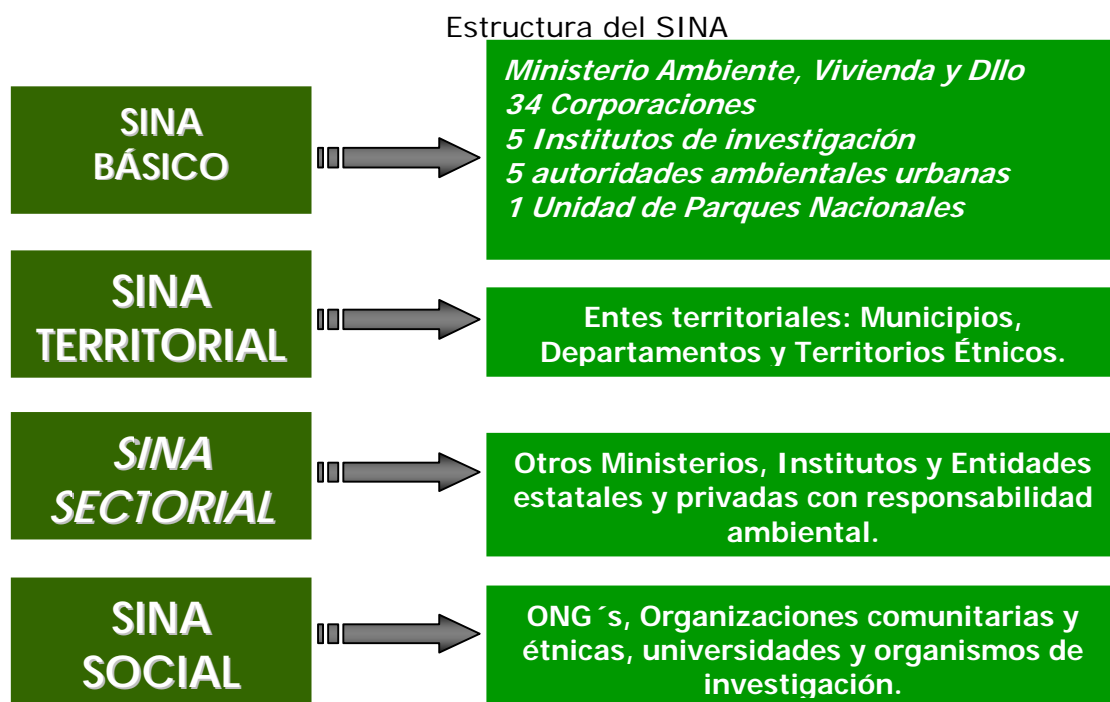 Estructura del SINA
SINA
BÁSICO
Ministerio Ambiente, Vivienda y Dllo
34 Corporaciones
5 Institutos de investigación
5 autoridades ambientales urbanas
1 Unidad de Parques Nacionales
SINA
TERRITORIAL
Entes territoriales: Municipios,
Departamentos y Territorios Étnicos.
SINA
SECTORIAL
Otros Ministerios, Institutos y Entidades
estatales y privadas con responsabilidad
ambiental.
SINA
SOCIAL
ONG´s, Organizaciones comunitarias y
étnicas, universidades y organismos de
investigación.